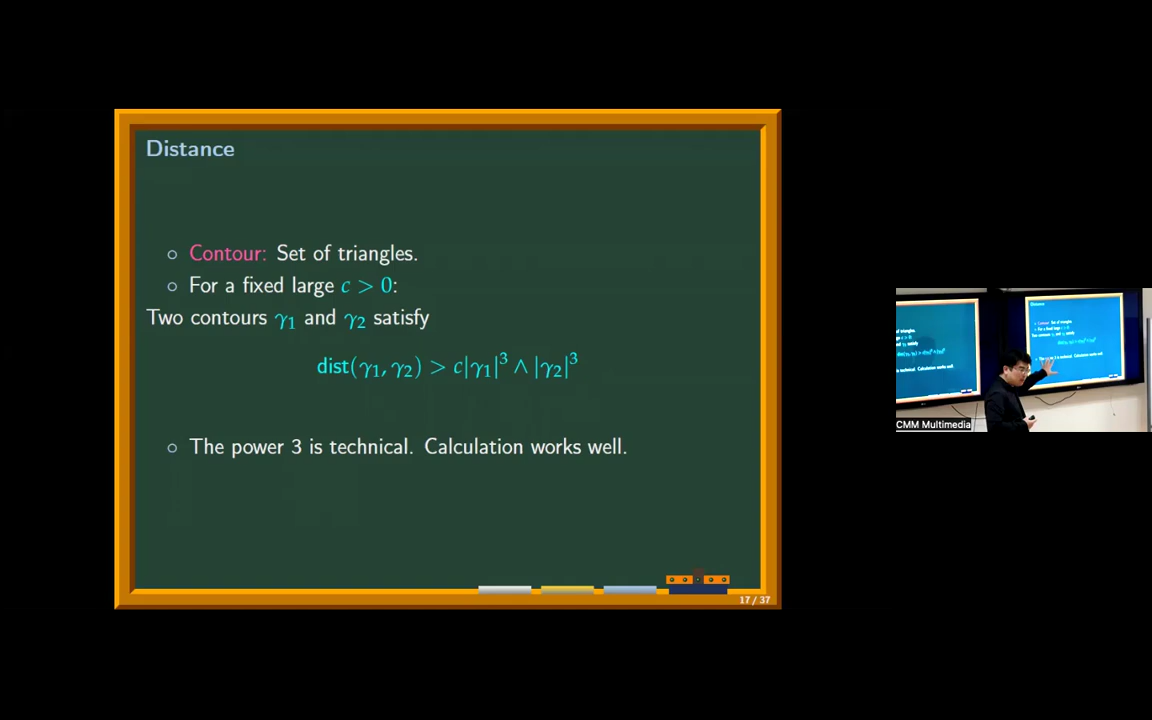 Distance
○ Contour: Set of triangles.
○ For a fixed large c > 0:
Two contours γ₁ and γ₂ satisfy
dist(γ₁, γ₂) > c|γ₁|³ ∧ |γ₂|³
○ The power 3 is technical. Calculation works well.
17 / 37
CMM Multimedia